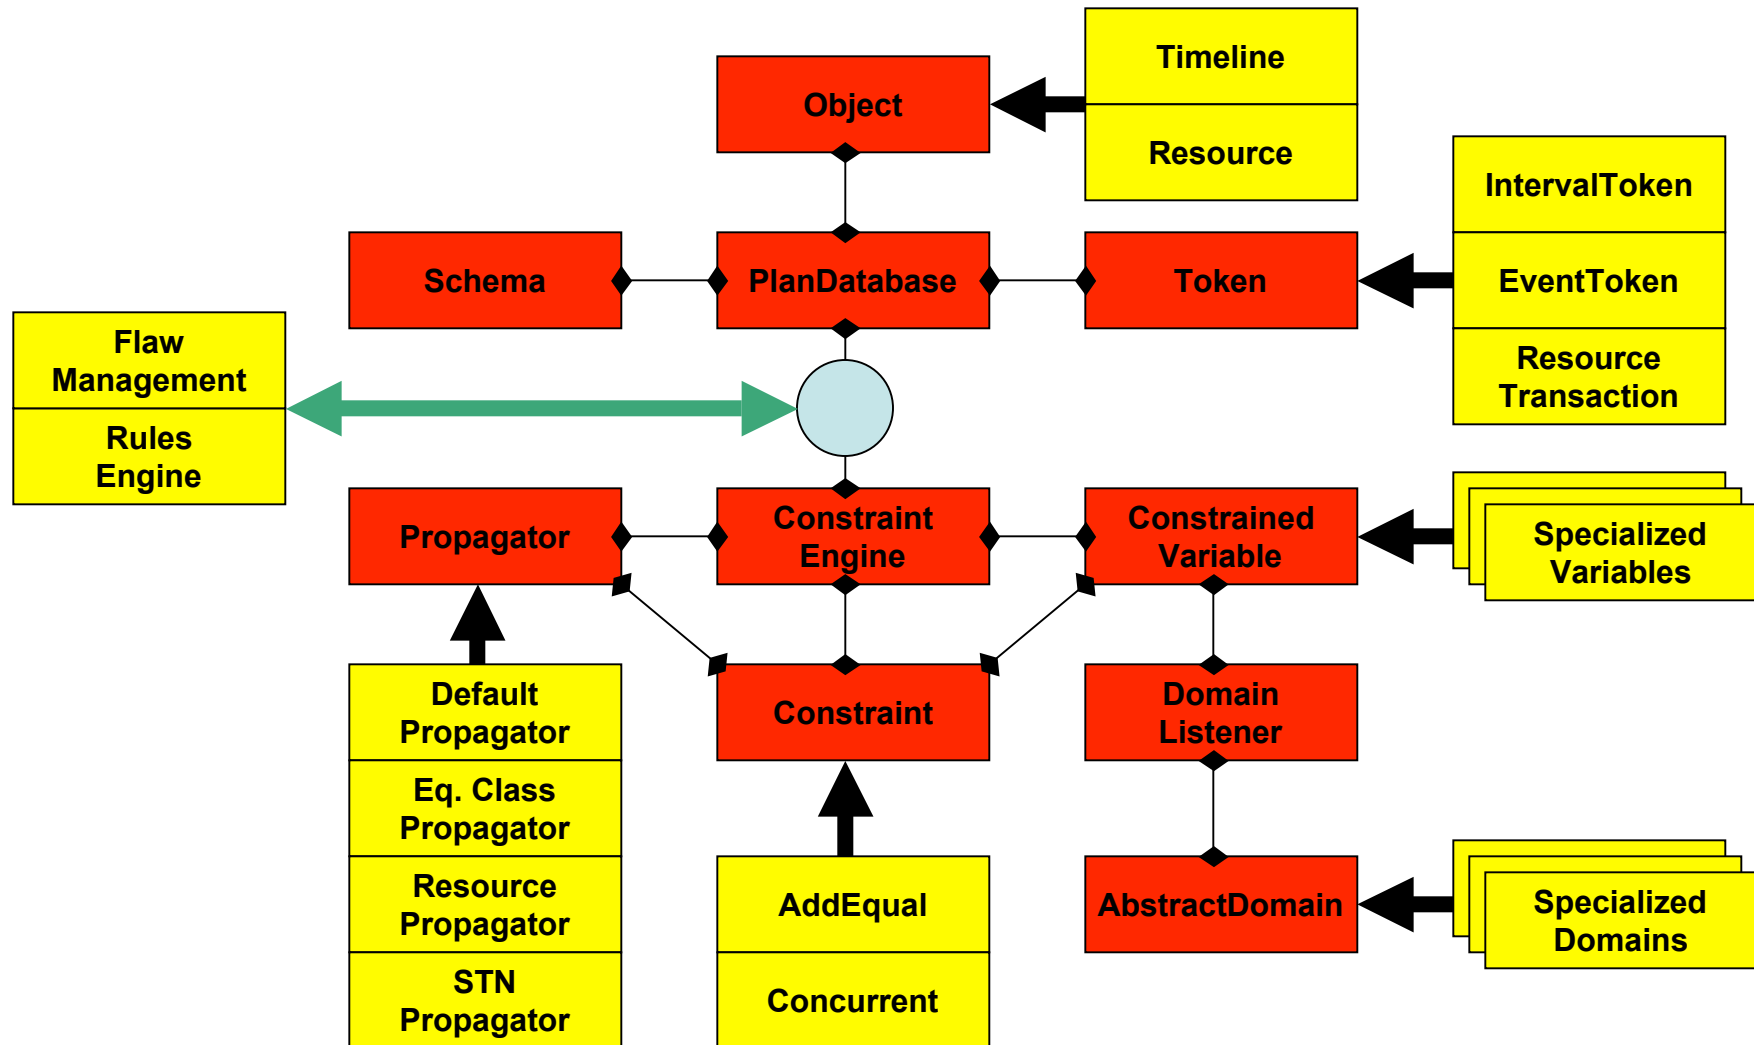 Timeline
Object
Resource
IntervalToken
Schema
PlanDatabase
Token
EventToken
Flaw
Management
Resource
Transaction
Rules
Engine
Propagator
Constraint
Engine
Constrained
Variable
Specialized
Variables
Default
Propagator
Constraint
Domain
Listener
Eq. Class
Propagator
Resource
Propagator
AddEqual
AbstractDomain
Specialized
Domains
STN
Propagator
Concurrent